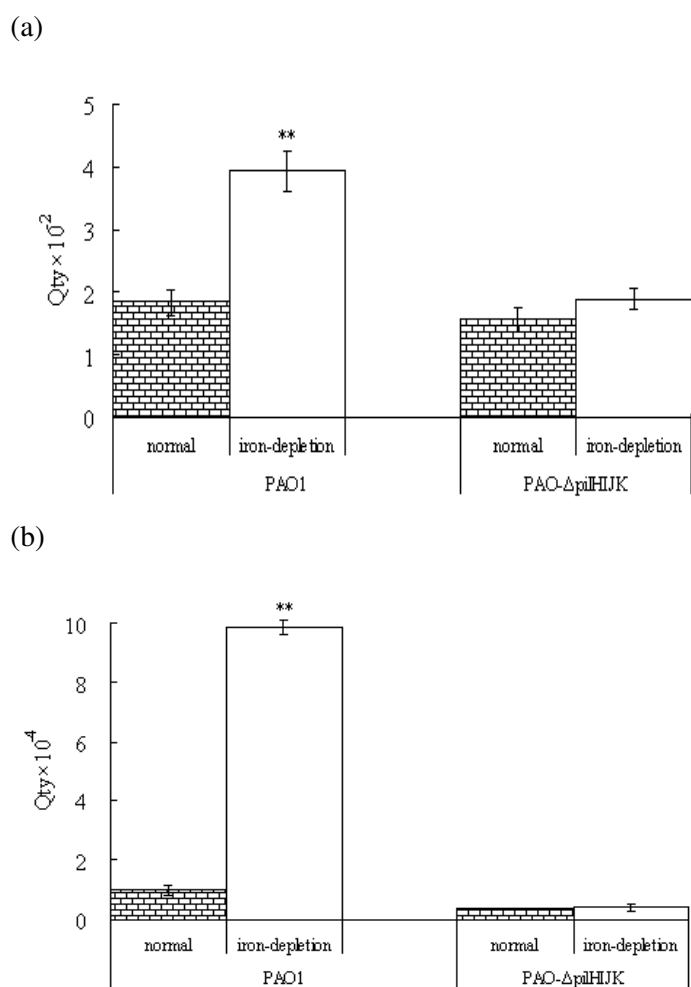 (a)
5
**
4
3
2
1
0
Qty×10⁻²
normal iron-depletion normal iron-depletion
PAO1 PAO-ΔpilHIJK
(b)
10
**
8
6
4
2
0
Qty×10⁻⁴
normal iron-depletion normal iron-depletion
PAO1 PAO-ΔpilHIJK